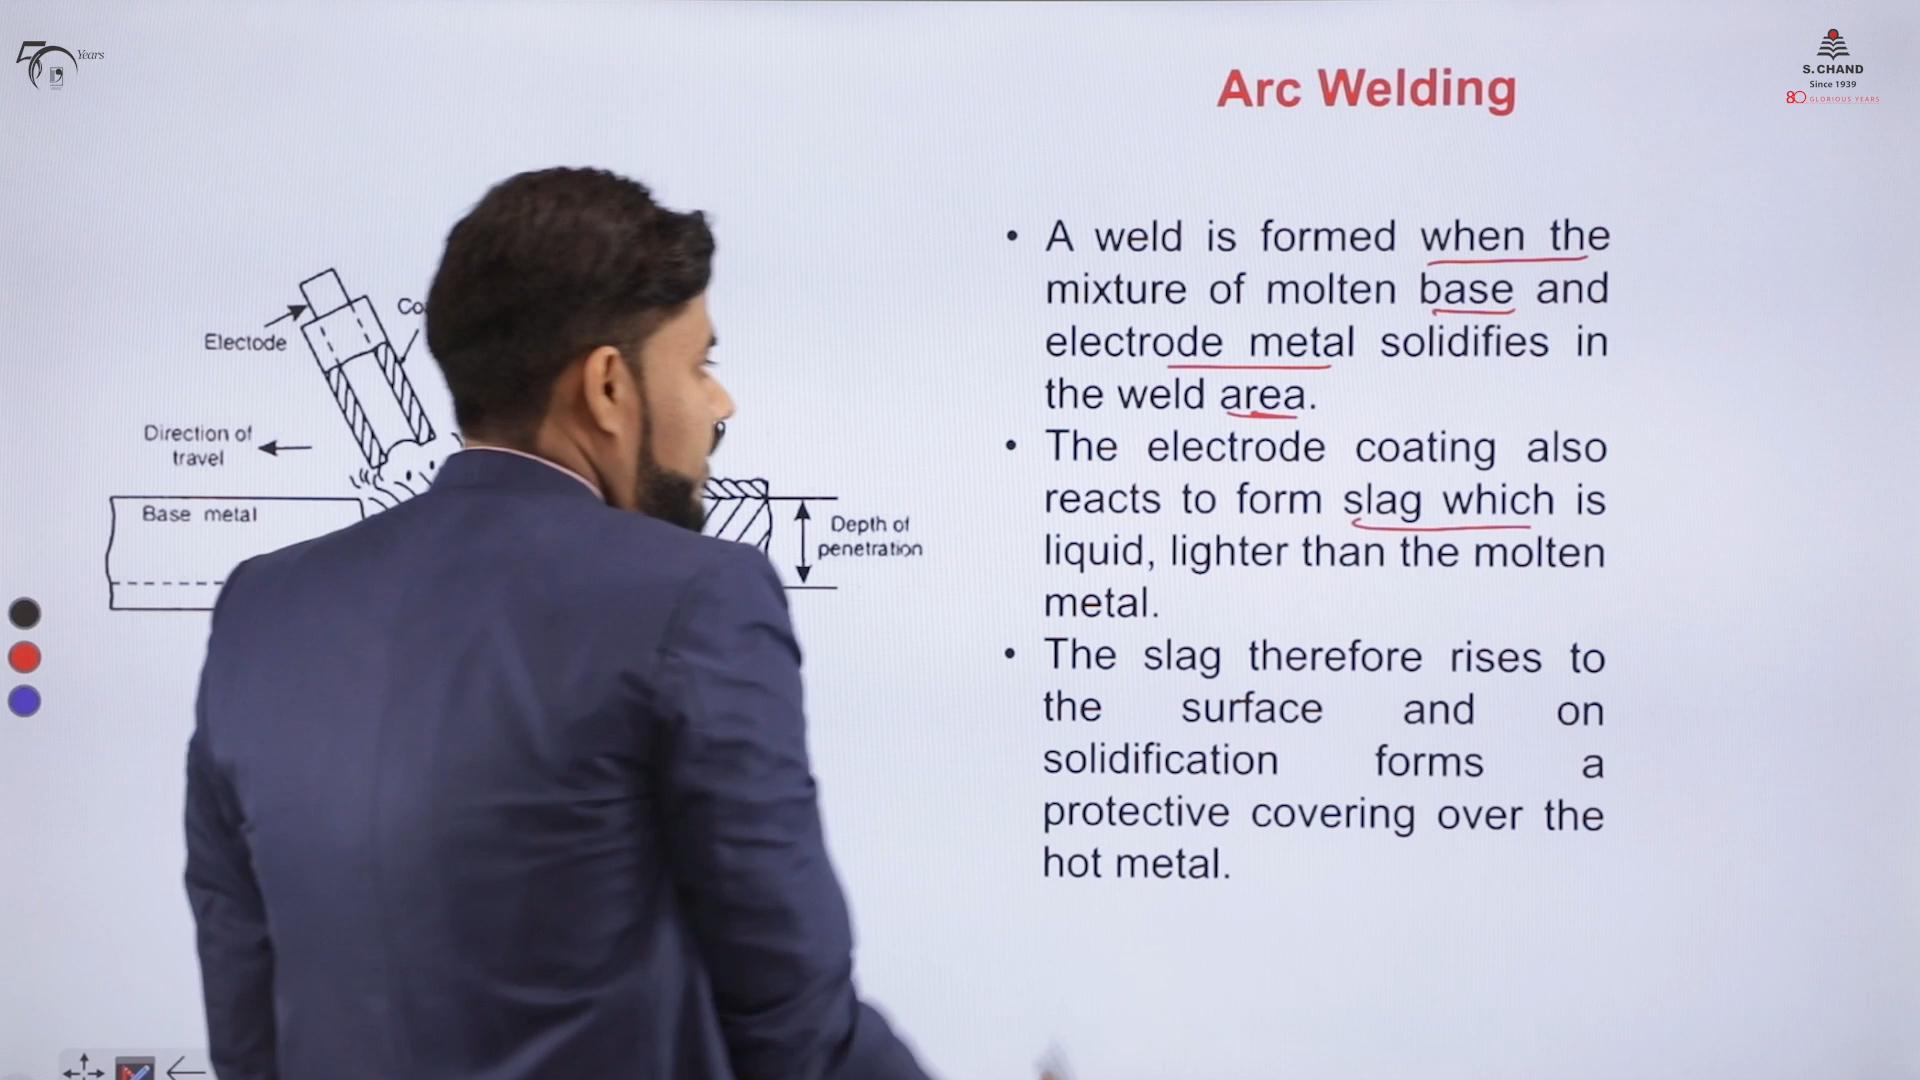 50 Years
S. CHAND
Since 1939
80 GLORIOUS YEARS
Arc Welding
Electode
Direction of
travel
Base metal
Depth of
penetration
• A weld is formed when the
mixture of molten base and
electrode metal solidifies in
the weld area.
• The electrode coating also
reacts to form slag which is
liquid, lighter than the molten
metal.
• The slag therefore rises to
the surface and on
solidification forms a
protective covering over the
hot metal.